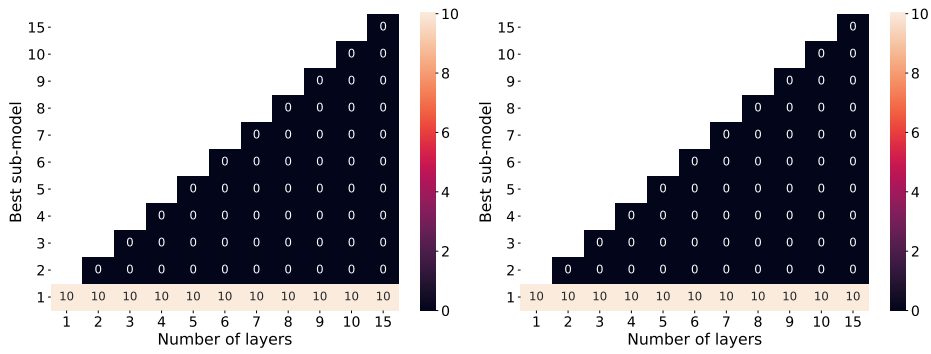 15 0
10 0 0
9 0 0 0
8 0 0 0 0
7 0 0 0 0 0
6 0 0 0 0 0 0
5 0 0 0 0 0 0 0
4 0 0 0 0 0 0 0 0
3 0 0 0 0 0 0 0 0 0
2 0 0 0 0 0 0 0 0 0 0
1 10 10 10 10 10 10 10 10 10 10 10
1 2 3 4 5 6 7 8 9 10 15
Number of layers
Best sub-model
10
8
6
4
2
0
15 0
10 0 0
9 0 0 0
8 0 0 0 0
7 0 0 0 0 0
6 0 0 0 0 0 0
5 0 0 0 0 0 0 0
4 0 0 0 0 0 0 0 0
3 0 0 0 0 0 0 0 0 0
2 0 0 0 0 0 0 0 0 0 0
1 10 10 10 10 10 10 10 10 10 10 10
1 2 3 4 5 6 7 8 9 10 15
Number of layers
Best sub-model
10
8
6
4
2
0